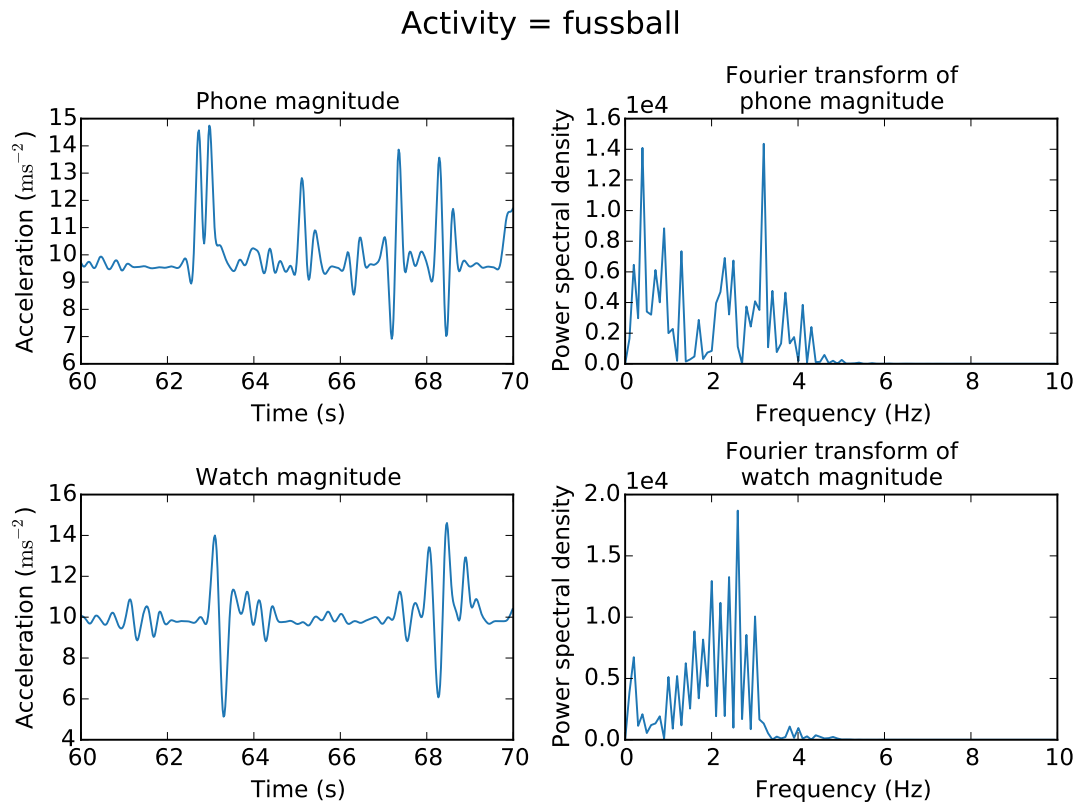 Activity = fussball
Phone magnitude
Acceleration (ms⁻²)
15
14
13
12
11
10
9
8
7
6
60 62 64 66 68 70
Time (s)
Fourier transform of
phone magnitude
1e4
Power spectral density
1.6
1.4
1.2
1.0
0.8
0.6
0.4
0.2
0.0
0 2 4 6 8 10
Frequency (Hz)
Watch magnitude
Acceleration (ms⁻²)
16
14
12
10
8
6
4
60 62 64 66 68 70
Time (s)
Fourier transform of
watch magnitude
1e4
Power spectral density
2.0
1.5
1.0
0.5
0.0
0 2 4 6 8 10
Frequency (Hz)